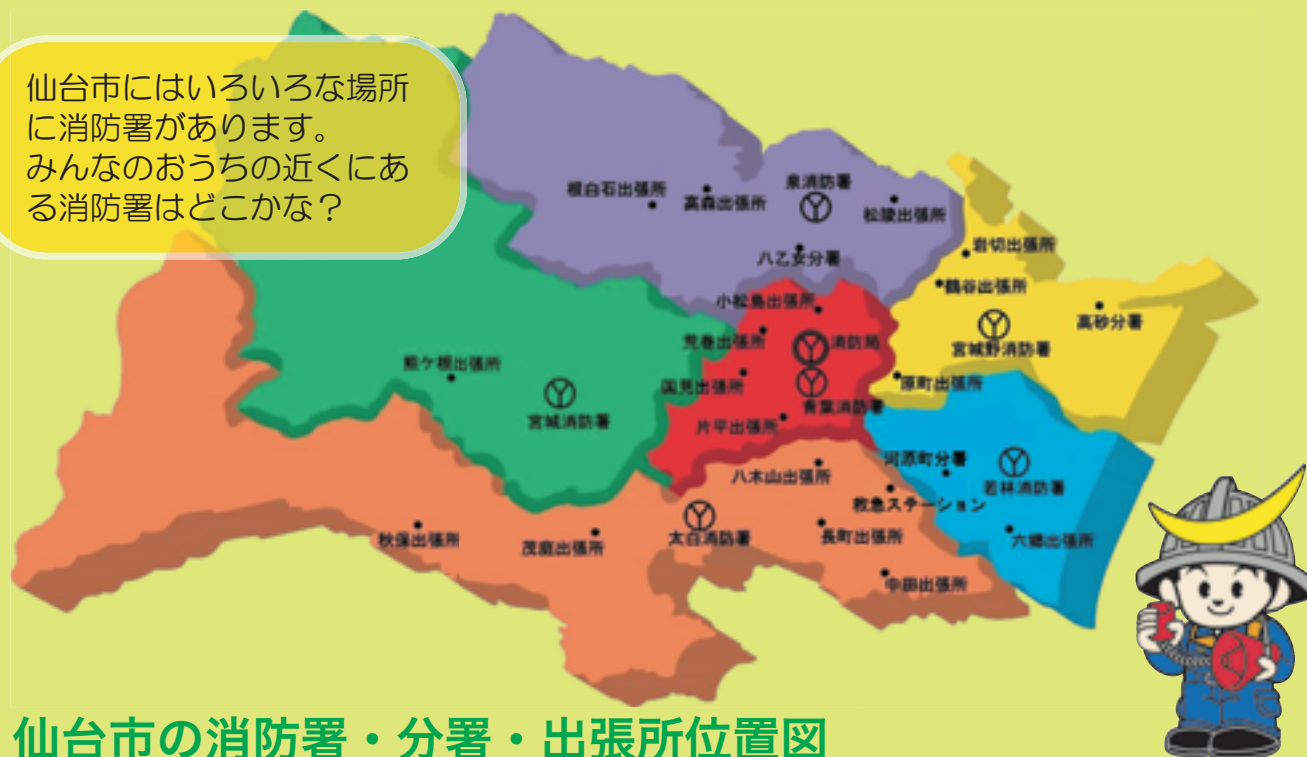 仙台市にはいろいろな場所
に消防署があります。
みんなのおうちの近くにあ
る消防署はどこかな？
根白石出張所
高森出張所
泉消防署
松陵出張所
八乙女分署
岩切出張所
鶴谷出張所
小松島出張所
高砂分署
荒巻出張所
消防局
宮城野消防署
熊ケ根出張所
国見出張所
原町出張所
宮城消防署
青葉消防署
片平出張所
河原町分署
八木山出張所
若林消防署
救急ステーション
秋保出張所
茂庭出張所
太白消防署
長町出張所
六郷出張所
中田出張所
仙台市の消防署・分署・出張所位置図